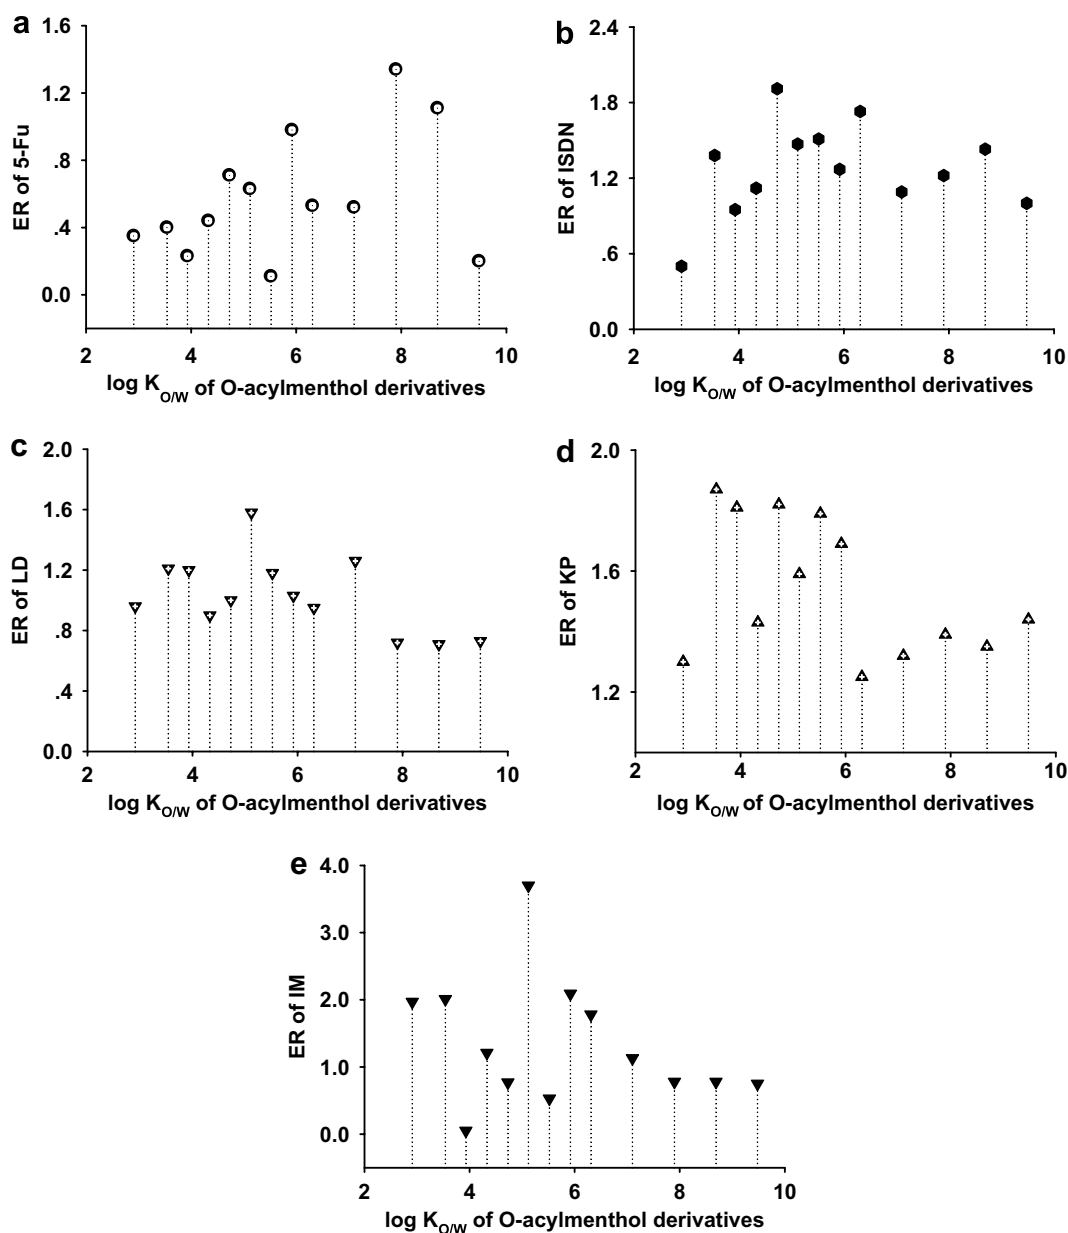 a
1.6
1.2
.8
.4
0.0
ER of 5-Fu
2 4 6 8 10
log K_O/W of O-acylmenthol derivatives
b
2.4
1.8
1.2
.6
0.0
ER of ISDN
2 4 6 8 10
log K_O/W of O-acylmenthol derivatives
c
2.0
1.6
1.2
.8
.4
0.0
ER of LD
2 4 6 8 10
log K_O/W of O-acylmenthol derivatives
d
2.0
1.6
1.2
ER of KP
2 4 6 8 10
log K_O/W of O-acylmenthol derivatives
e
4.0
3.0
2.0
1.0
0.0
ER of IM
2 4 6 8 10
log K_O/W of O-acylmenthol derivatives